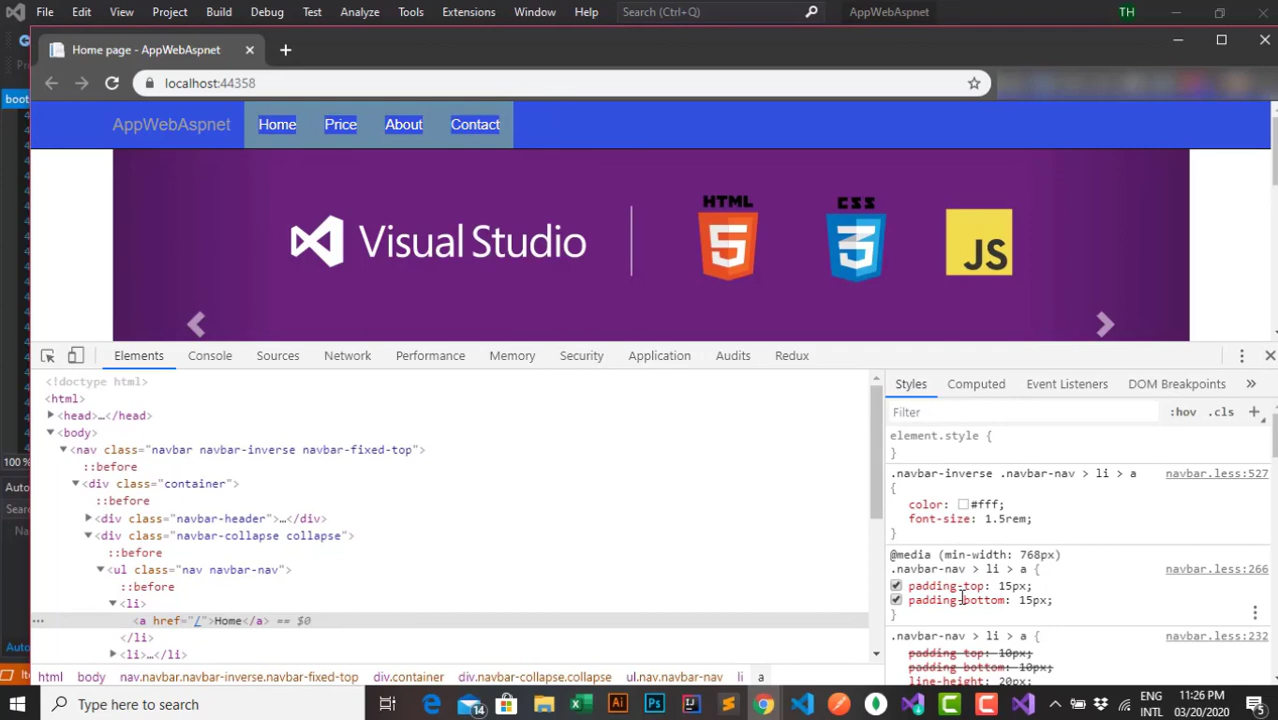 File Edit View Project Build Debug Test Analyze Tools Extensions Window Help Search (Ctrl+Q) AppWebAspnet TH
Home page - AppWebAspnet
localhost:44358
AppWebAspnet Home Price About Contact
boot
HTML CSS
5 3 JS
Visual Studio
Elements Console Sources Network Performance Memory Security Application Audits Redux
<!doctype html>
<html>
<head>…</head>
<body>
<nav class="navbar navbar-inverse navbar-fixed-top">
::before
<div class="container">
::before
<div class="navbar-header">…</div>
<div class="navbar-collapse collapse">
::before
<ul class="nav navbar-nav">
::before
<li>
<a href="/">Home</a> == $0
</li>
<li>…</li>
html body nav.navbar.navbar-inverse.navbar-fixed-top div.container div.navbar-collapse.collapse ul.nav.navbar-nav li a
Styles Computed Event Listeners DOM Breakpoints »
Filter :hov .cls +
element.style {
}
.navbar-inverse .navbar-nav > li > a navbar.less:527
{
color: #fff;
font-size: 1.5rem;
}
@media (min-width: 768px)
.navbar-nav > li > a { navbar.less:266
padding-top: 15px;
padding-bottom: 15px;
}
.navbar-nav > li > a { navbar.less:232
padding-top: 10px;
padding-bottom: 10px;
line-height: 20px;
100 %
Auto
Sear
Auto
Type here to search
14
ENG 11:26 PM
INTL 03/20/2020
5